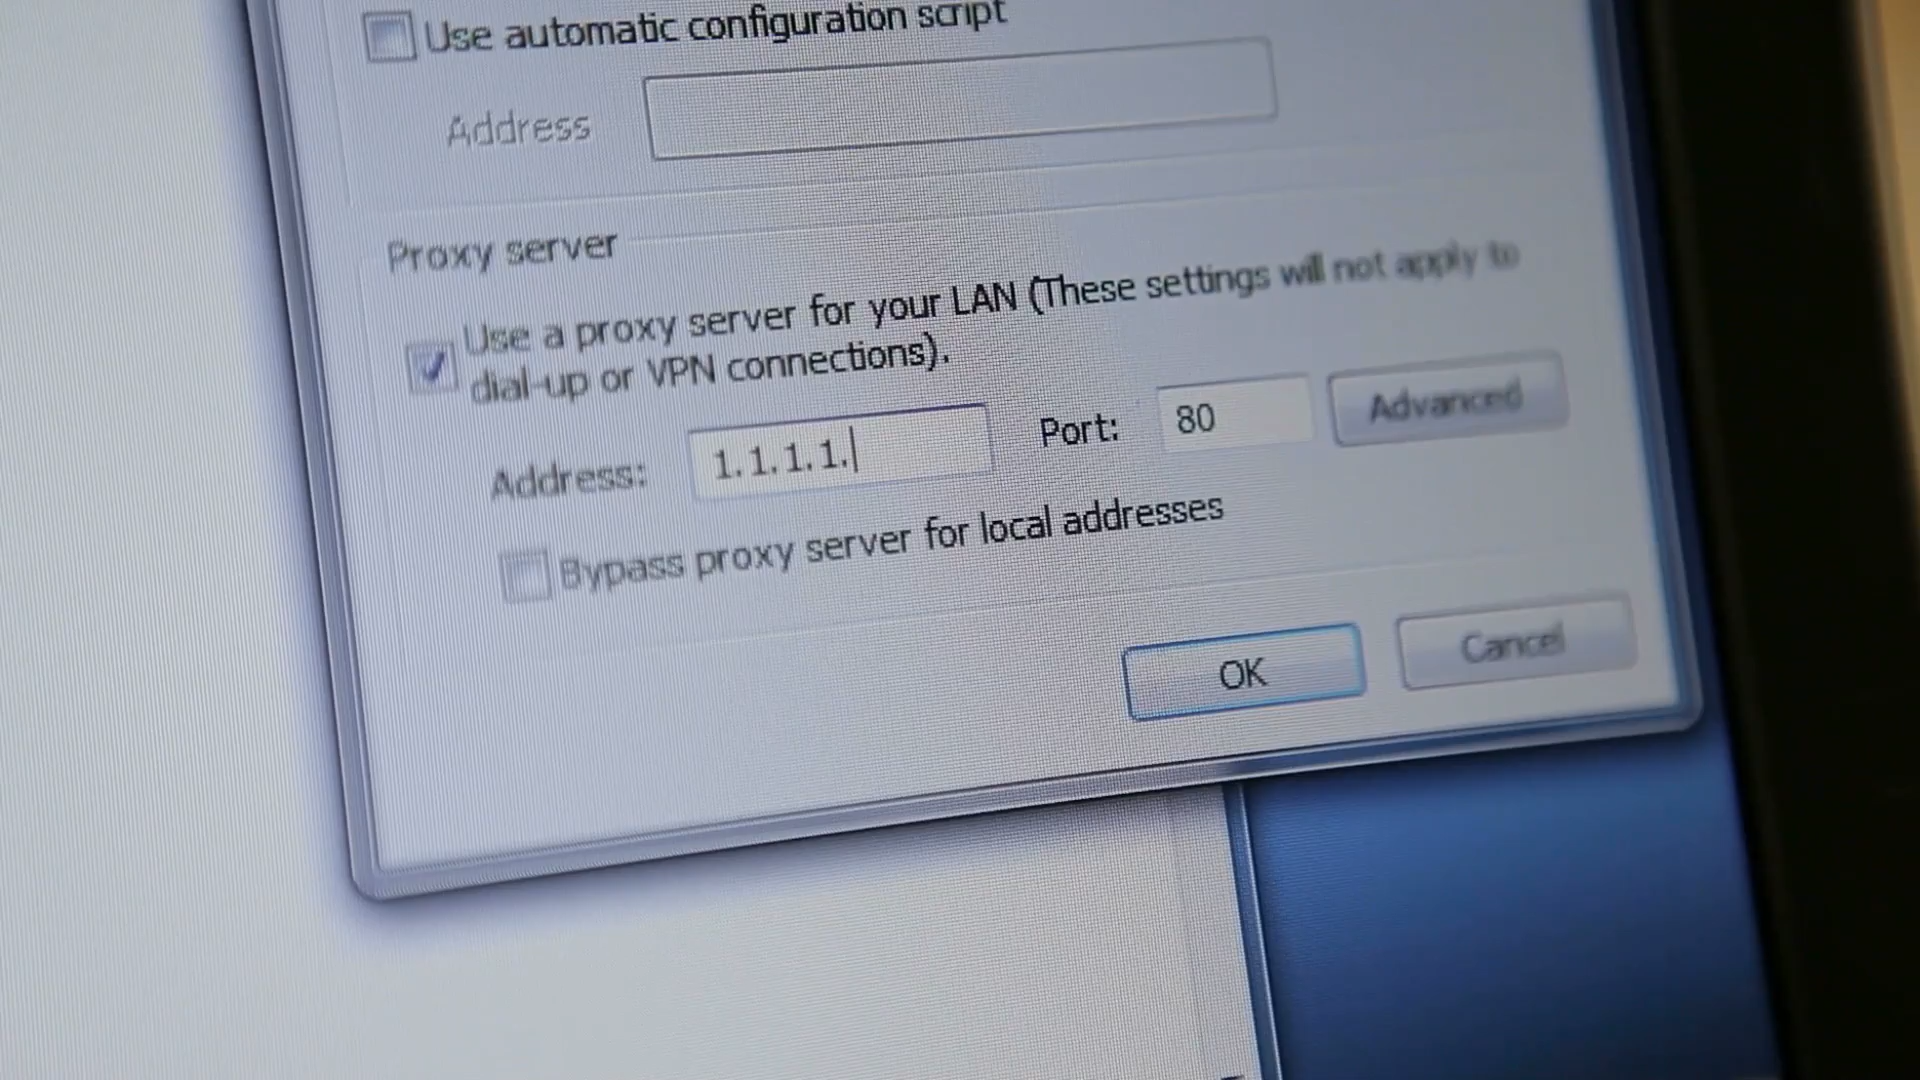 Use automatic configuration script
Address
Proxy server
Use a proxy server for your LAN (These settings will not apply to
dial-up or VPN connections).
Address: 1.1.1.1. Port: 80 Advanced
Bypass proxy server for local addresses
OK Cancel